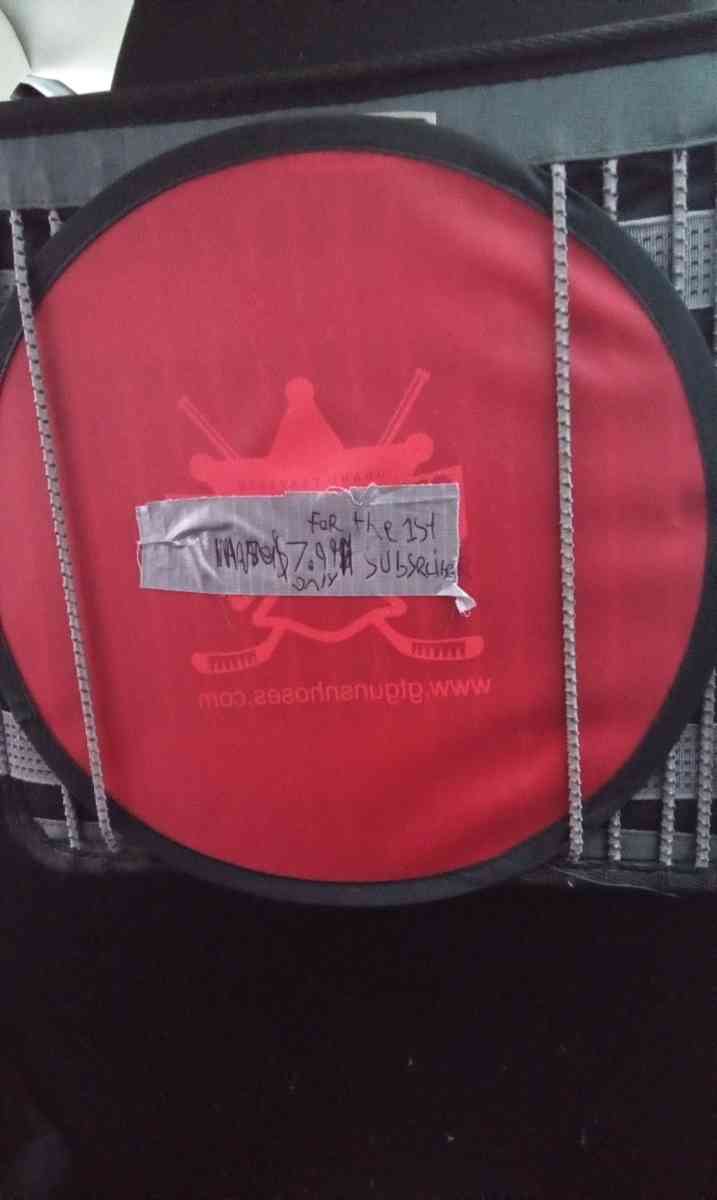 FOR the 1st
$7.99 subscriber
only
www.gtgunsnhoses.com